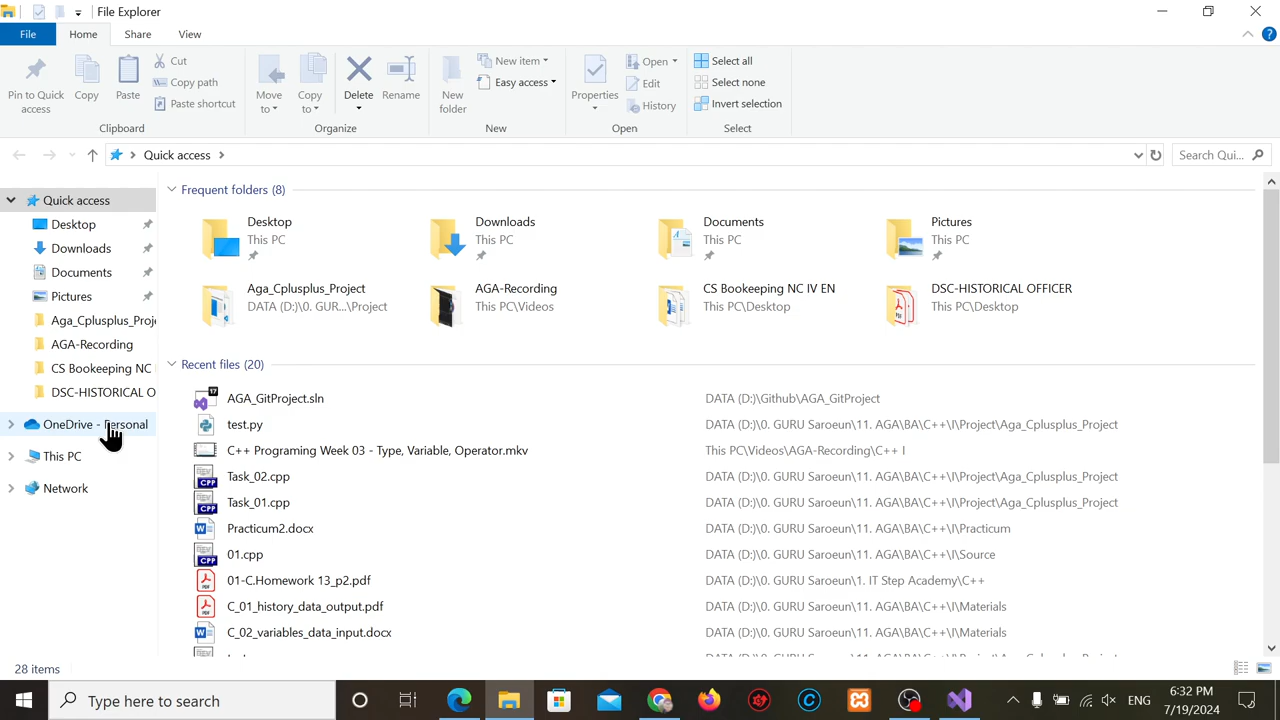 File Explorer
File Home Share View
Pin to Quick access
Copy
Paste
Cut
Copy path
Paste shortcut
Clipboard
Move to
Copy to
Delete
Rename
Organize
New folder
New item
Easy access
New
Properties
Open
Edit
History
Open
Select all
Select none
Invert selection
Select
Quick access
Search Qui...
Quick access
Desktop
Downloads
Documents
Pictures
Aga_Cplusplus_Proje
AGA-Recording
CS Bookeeping NC
DSC-HISTORICAL O
OneDrive - Personal
This PC
Network
Frequent folders (8)
Desktop
This PC
Downloads
This PC
Documents
This PC
Pictures
This PC
Aga_Cplusplus_Project
DATA (D:)\0. GUR...\Project
AGA-Recording
This PC\Videos
CS Bookeeping NC IV EN
This PC\Desktop
DSC-HISTORICAL OFFICER
This PC\Desktop
Recent files (20)
AGA_GitProject.sln DATA (D:)\Github\AGA_GitProject
test.py DATA (D:)\0. GURU Saroeun\11. AGA\BA\C++\I\Project\Aga_Cplusplus_Project
C++ Programing Week 03 - Type, Variable, Operator.mkv This PC\Videos\AGA-Recording\C++ I
Task_02.cpp DATA (D:)\0. GURU Saroeun\11. AGA\BA\C++\I\Project\Aga_Cplusplus_Project
Task_01.cpp DATA (D:)\0. GURU Saroeun\11. AGA\BA\C++\I\Project\Aga_Cplusplus_Project
Practicum2.docx DATA (D:)\0. GURU Saroeun\11. AGA\BA\C++\I\Practicum
01.cpp DATA (D:)\0. GURU Saroeun\11. AGA\BA\C++\I\Source
01-C.Homework 13_p2.pdf DATA (D:)\0. GURU Saroeun\1. IT Step Academy\C++
C_01_history_data_output.pdf DATA (D:)\0. GURU Saroeun\11. AGA\BA\C++\I\Materials
C_02_variables_data_input.docx DATA (D:)\0. GURU Saroeun\11. AGA\BA\C++\I\Materials
28 items
Type here to search
ENG
6:32 PM
7/19/2024